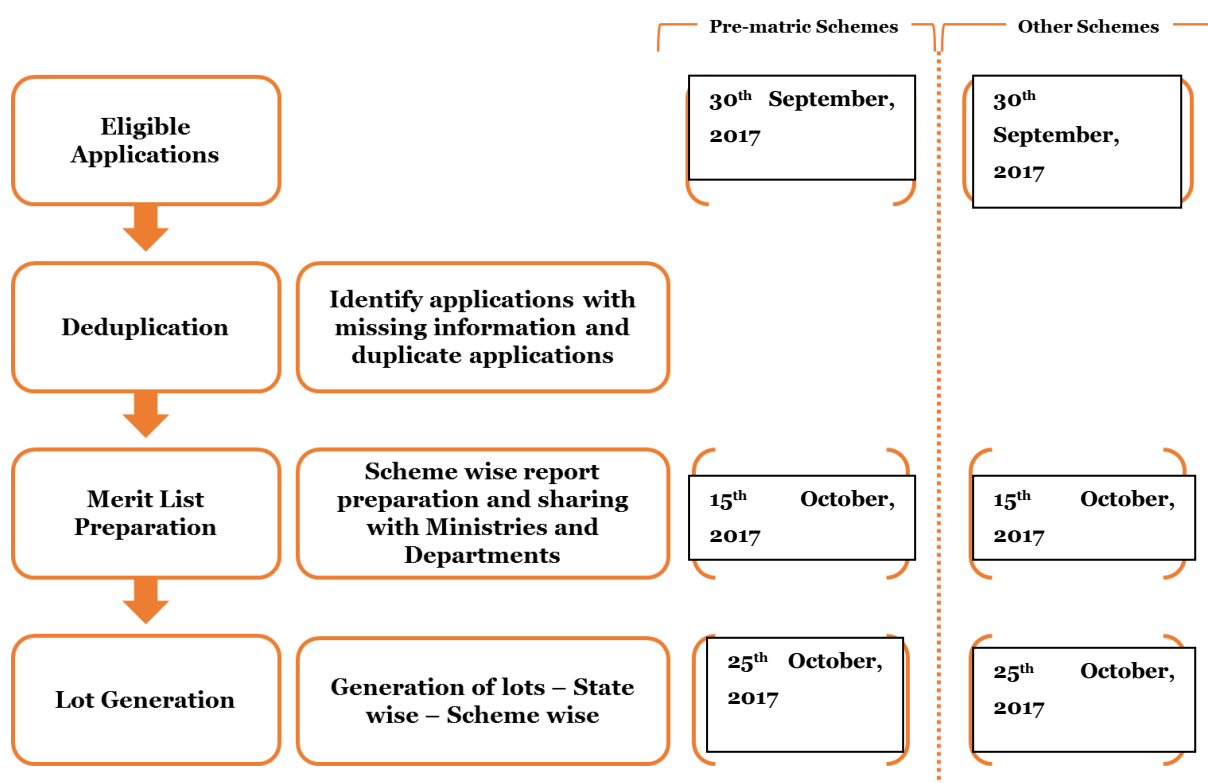 Pre-matric Schemes
Other Schemes
Eligible
Applications
30th September,
2017
30th
September,
2017
Deduplication
Identify applications with
missing information and
duplicate applications
Merit List
Preparation
Scheme wise report
preparation and sharing
with Ministries and
Departments
15th October,
2017
15th October,
2017
Lot Generation
Generation of lots – State
wise – Scheme wise
25th October,
2017
25th October,
2017